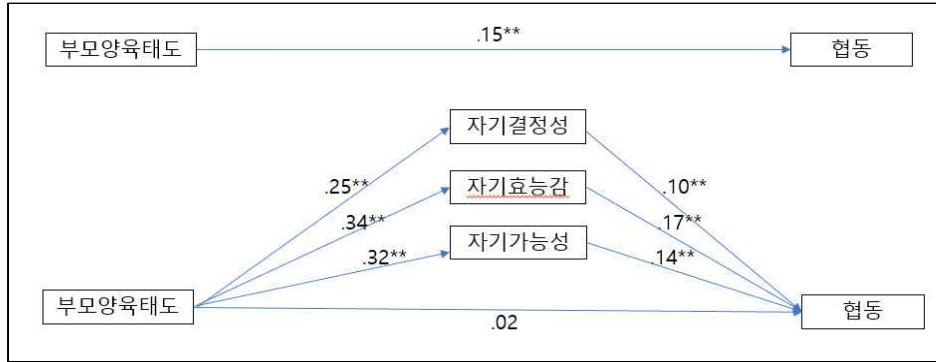 부모양육태도 .15** 협동
자기결정성
.25** 자기효능감 .10**
.34** .17**
자기가능성
.32** .14**
부모양육태도 협동
.02